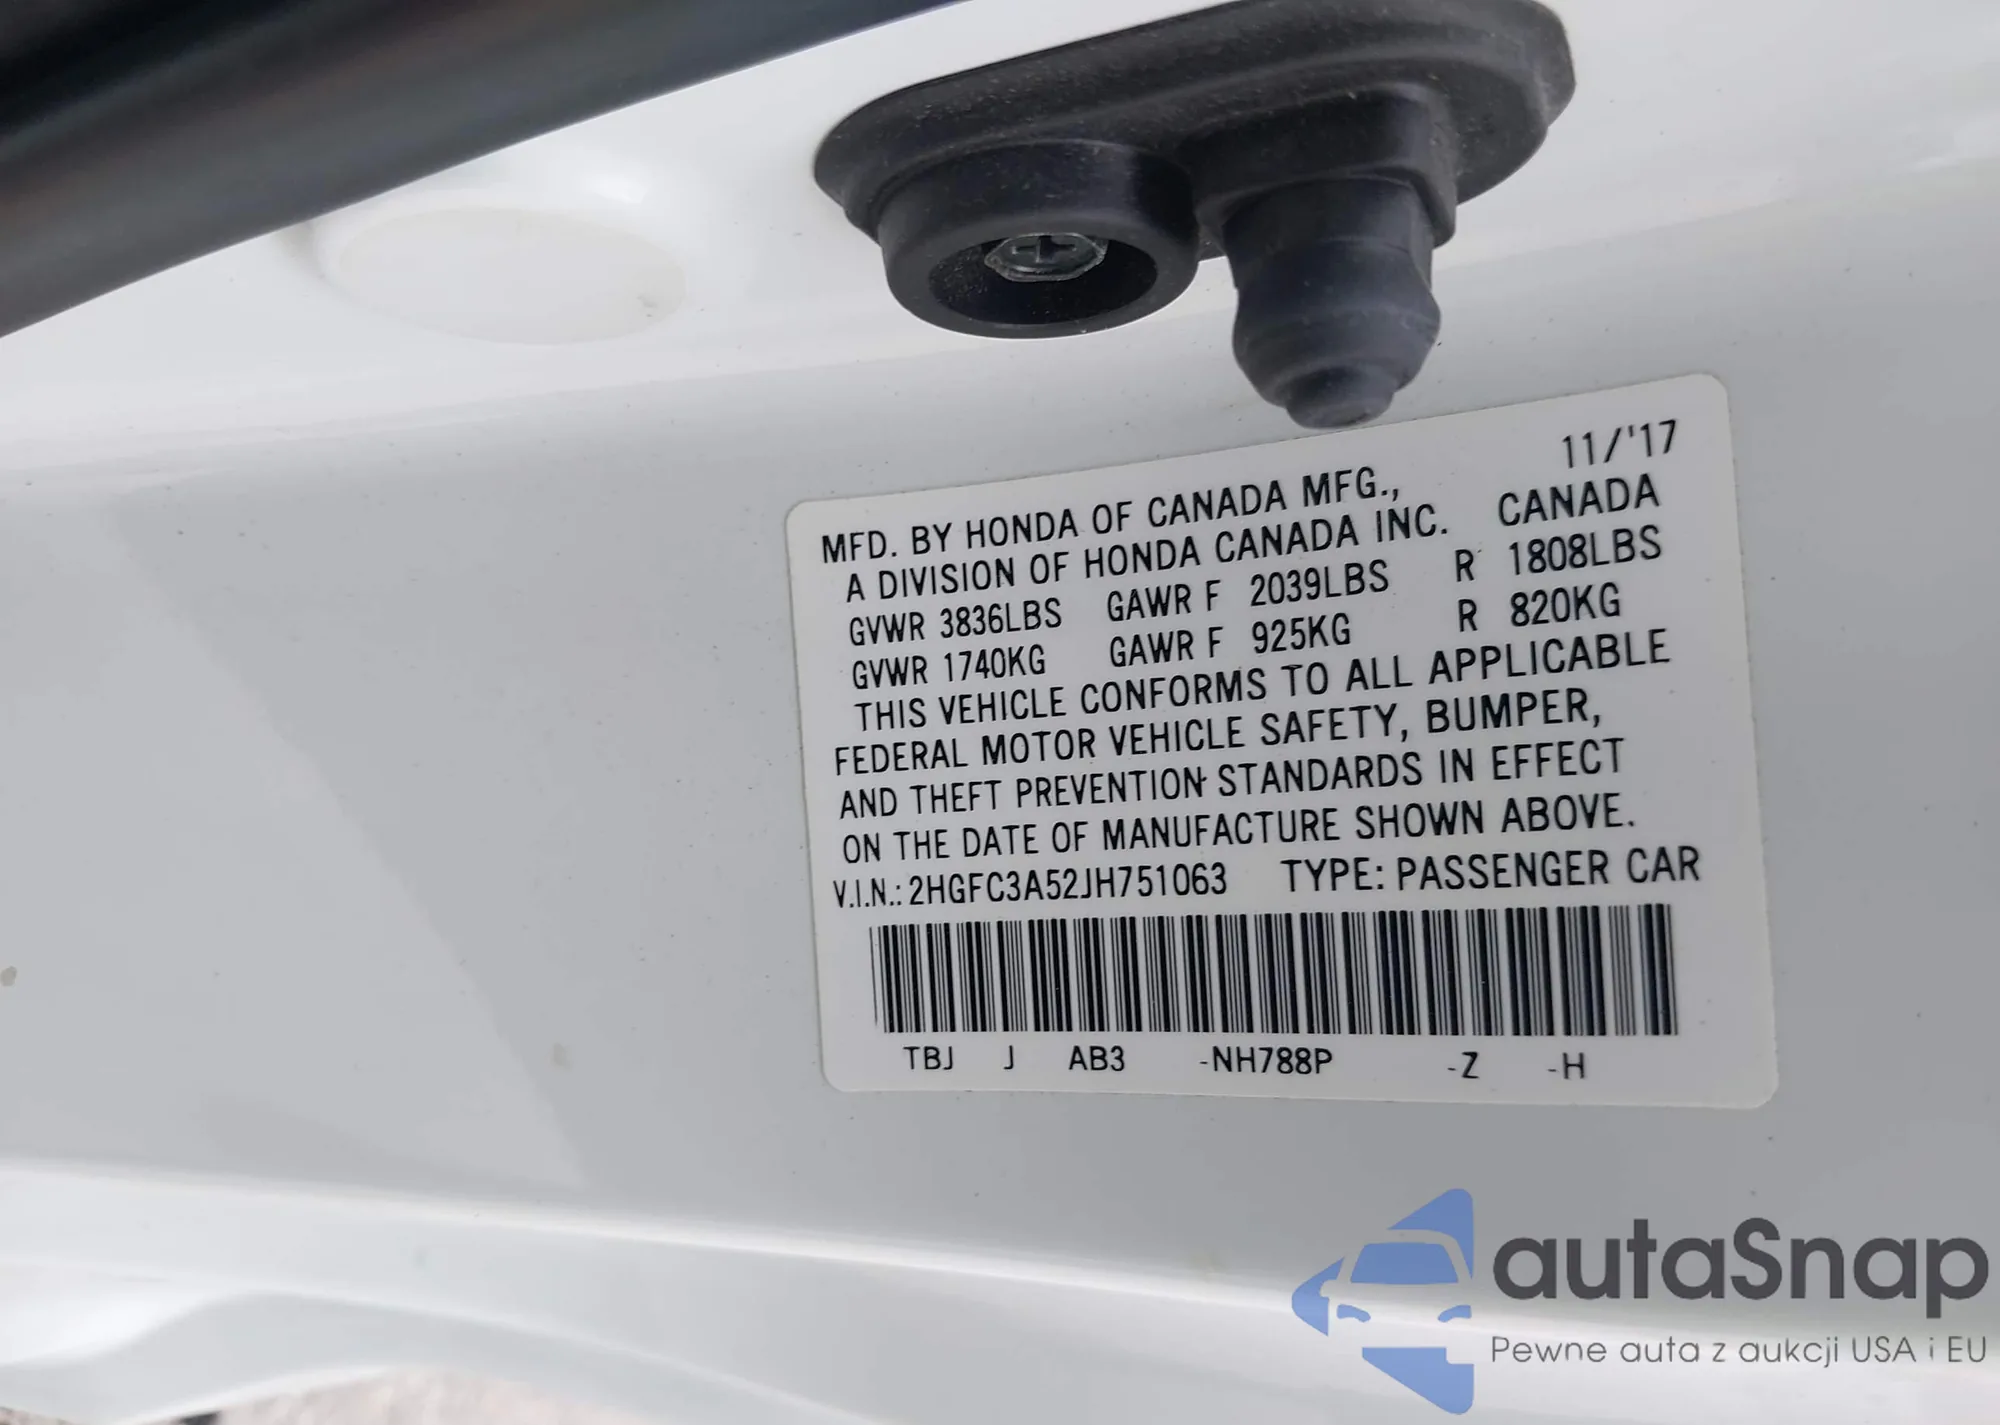 11/'17
MFD. BY HONDA OF CANADA MFG.,
A DIVISION OF HONDA CANADA INC. CANADA
GVWR 3836LBS GAWR F 2039LBS R 1808LBS
GVWR 1740KG GAWR F 925KG R 820KG
THIS VEHICLE CONFORMS TO ALL APPLICABLE
FEDERAL MOTOR VEHICLE SAFETY, BUMPER,
AND THEFT PREVENTION STANDARDS IN EFFECT
ON THE DATE OF MANUFACTURE SHOWN ABOVE.
V.I.N.: 2HGFC3A52JH751063 TYPE: PASSENGER CAR
TBJ J AB3 -NH788P -Z -H
autaSnap
Pewne auta z aukcji USA i EU